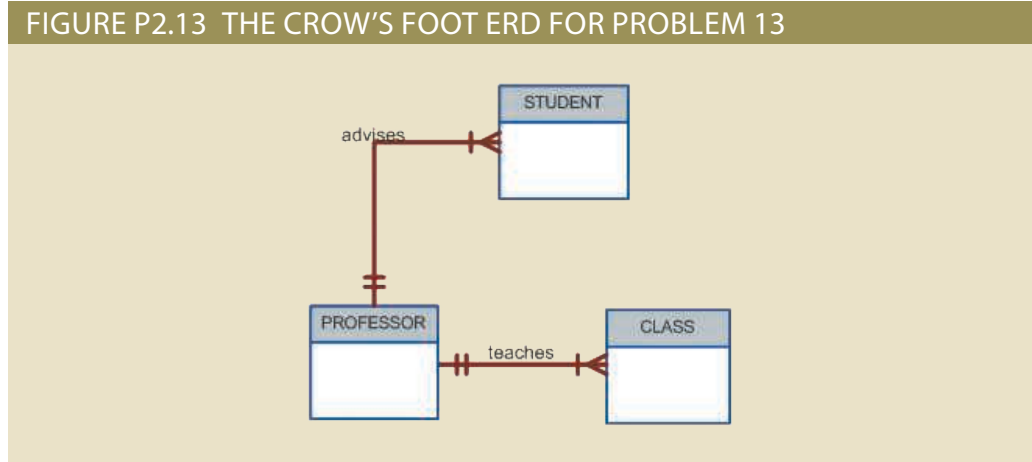 FIGURE P2.13 THE CROW'S FOOT ERD FOR PROBLEM 13
STUDENT
advises
PROFESSOR
teaches
CLASS